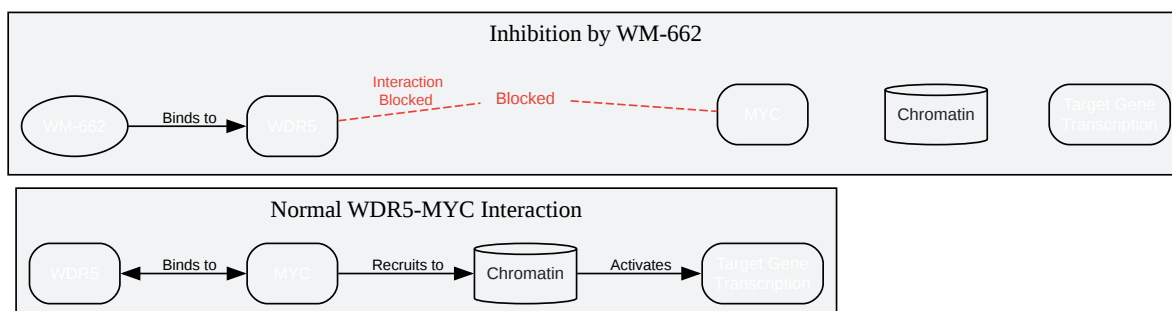 Inhibition by WM-662
WM-662
Binds to
WDR5
Interaction
Blocked
Blocked
MYC
Chromatin
Target Gene
Transcription
Normal WDR5-MYC Interaction
WDR5
Binds to
MYC
Recruits to
Chromatin
Activates
Target Gene
Transcription